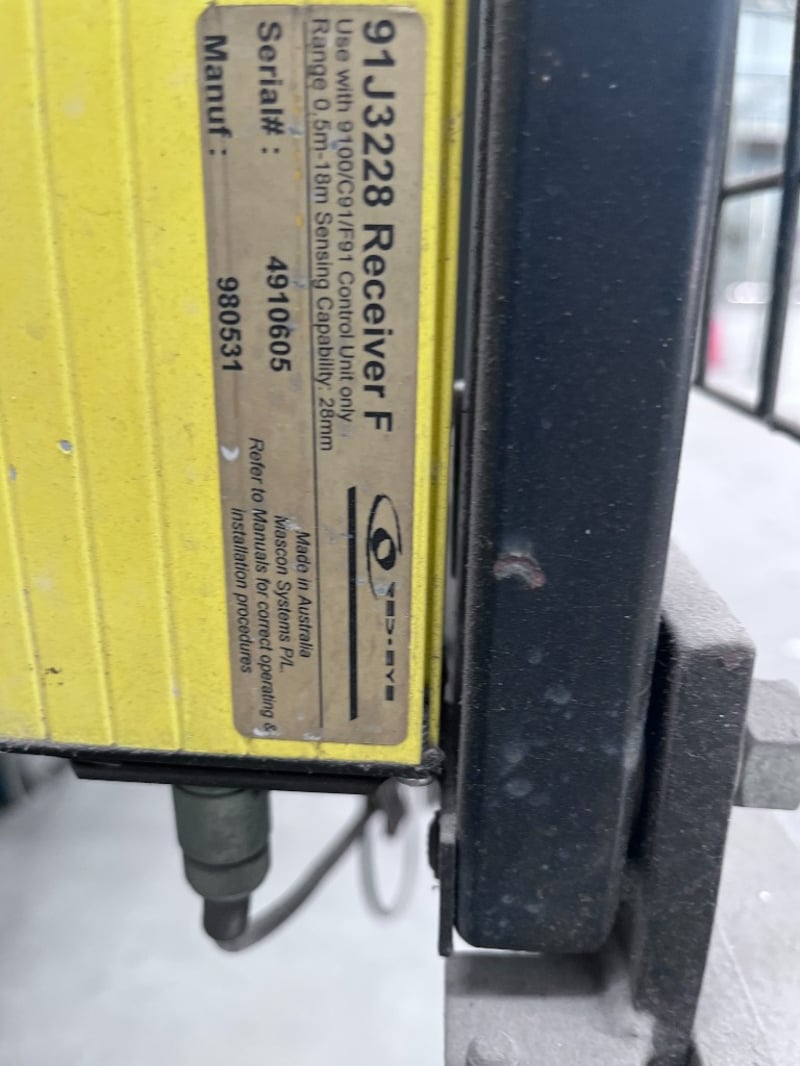 91J3228 Receiver F
Use with 9100/C91/F91 Control Unit only
Range 0.5m-18m Sensing Capability: 28mm
Serial# : 4910605
Manuf : 980531
Made in Australia
Mascon Systems P/L.
Refer to Manuals for correct operating &
installation procedures